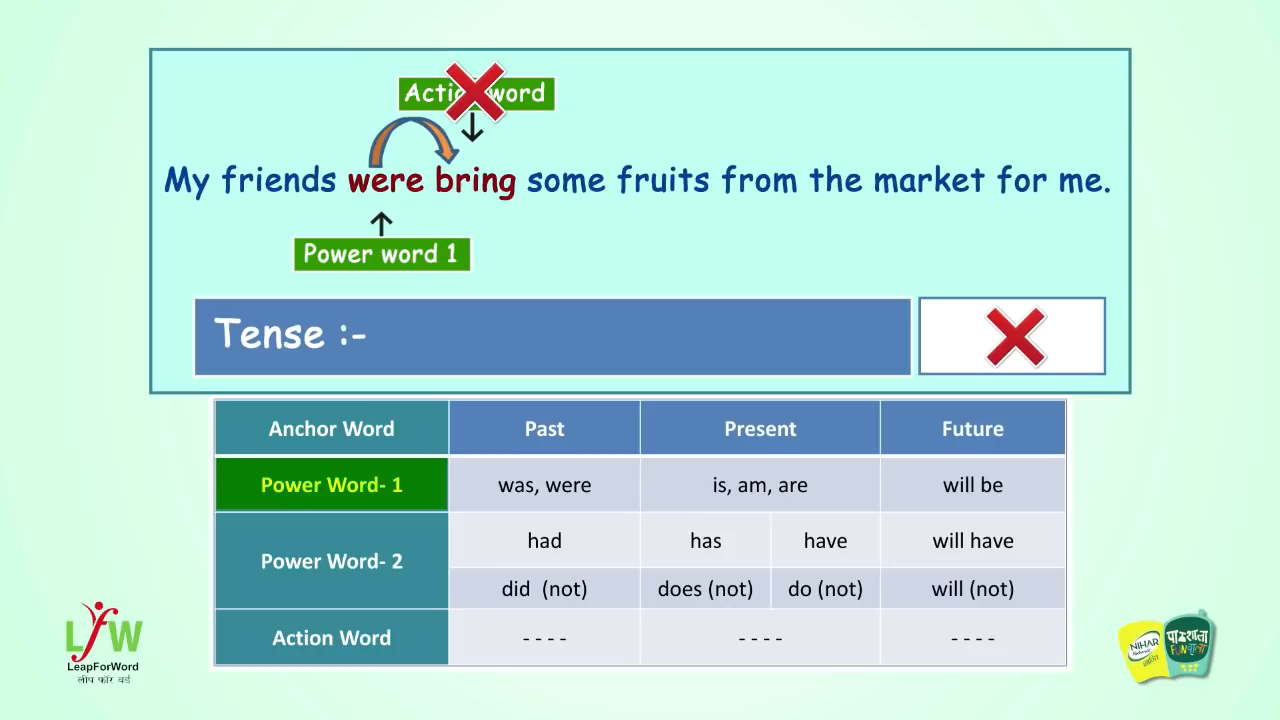 Action word
My friends were bring some fruits from the market for me.
Power word 1
Tense :-
Anchor Word Past Present Future
Power Word- 1 was, were is, am, are will be
Power Word- 2 had has have will have
did (not) does (not) do (not) will (not)
Action Word - - - - - - - - - - - -
LfW
LeapForWord
लीप फॉर वर्ड
NIHAR
पाठशाला
FUNवाला